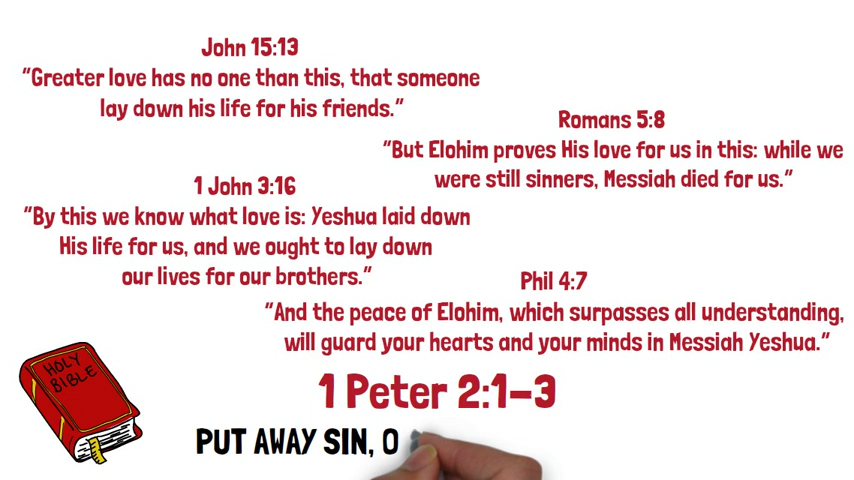 John 15:13
"Greater love has no one than this, that someone
lay down his life for his friends."
Romans 5:8
"But Elohim proves His love for us in this: while we
were still sinners, Messiah died for us."
1 John 3:16
"By this we know what love is: Yeshua laid down
His life for us, and we ought to lay down
our lives for our brothers."
Phil 4:7
"And the peace of Elohim, which surpasses all understanding,
will guard your hearts and your minds in Messiah Yeshua."
HOLY
BIBLE
1 Peter 2:1-3
PUT AWAY SIN, O